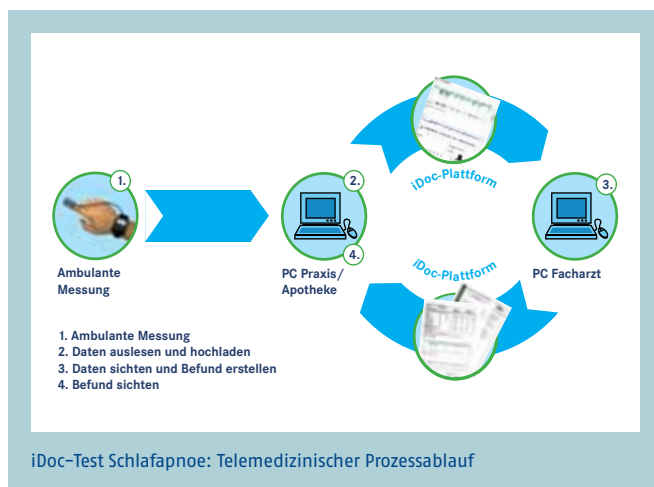 1.
Ambulante
Messung
2.
4.
PC Praxis/
Apotheke
iDoc-Plattform
iDoc-Plattform
3.
PC Facharzt
1. Ambulante Messung
2. Daten auslesen und hochladen
3. Daten sichten und Befund erstellen
4. Befund sichten
iDoc-Test Schlafapnoe: Telemedizinischer Prozessablauf